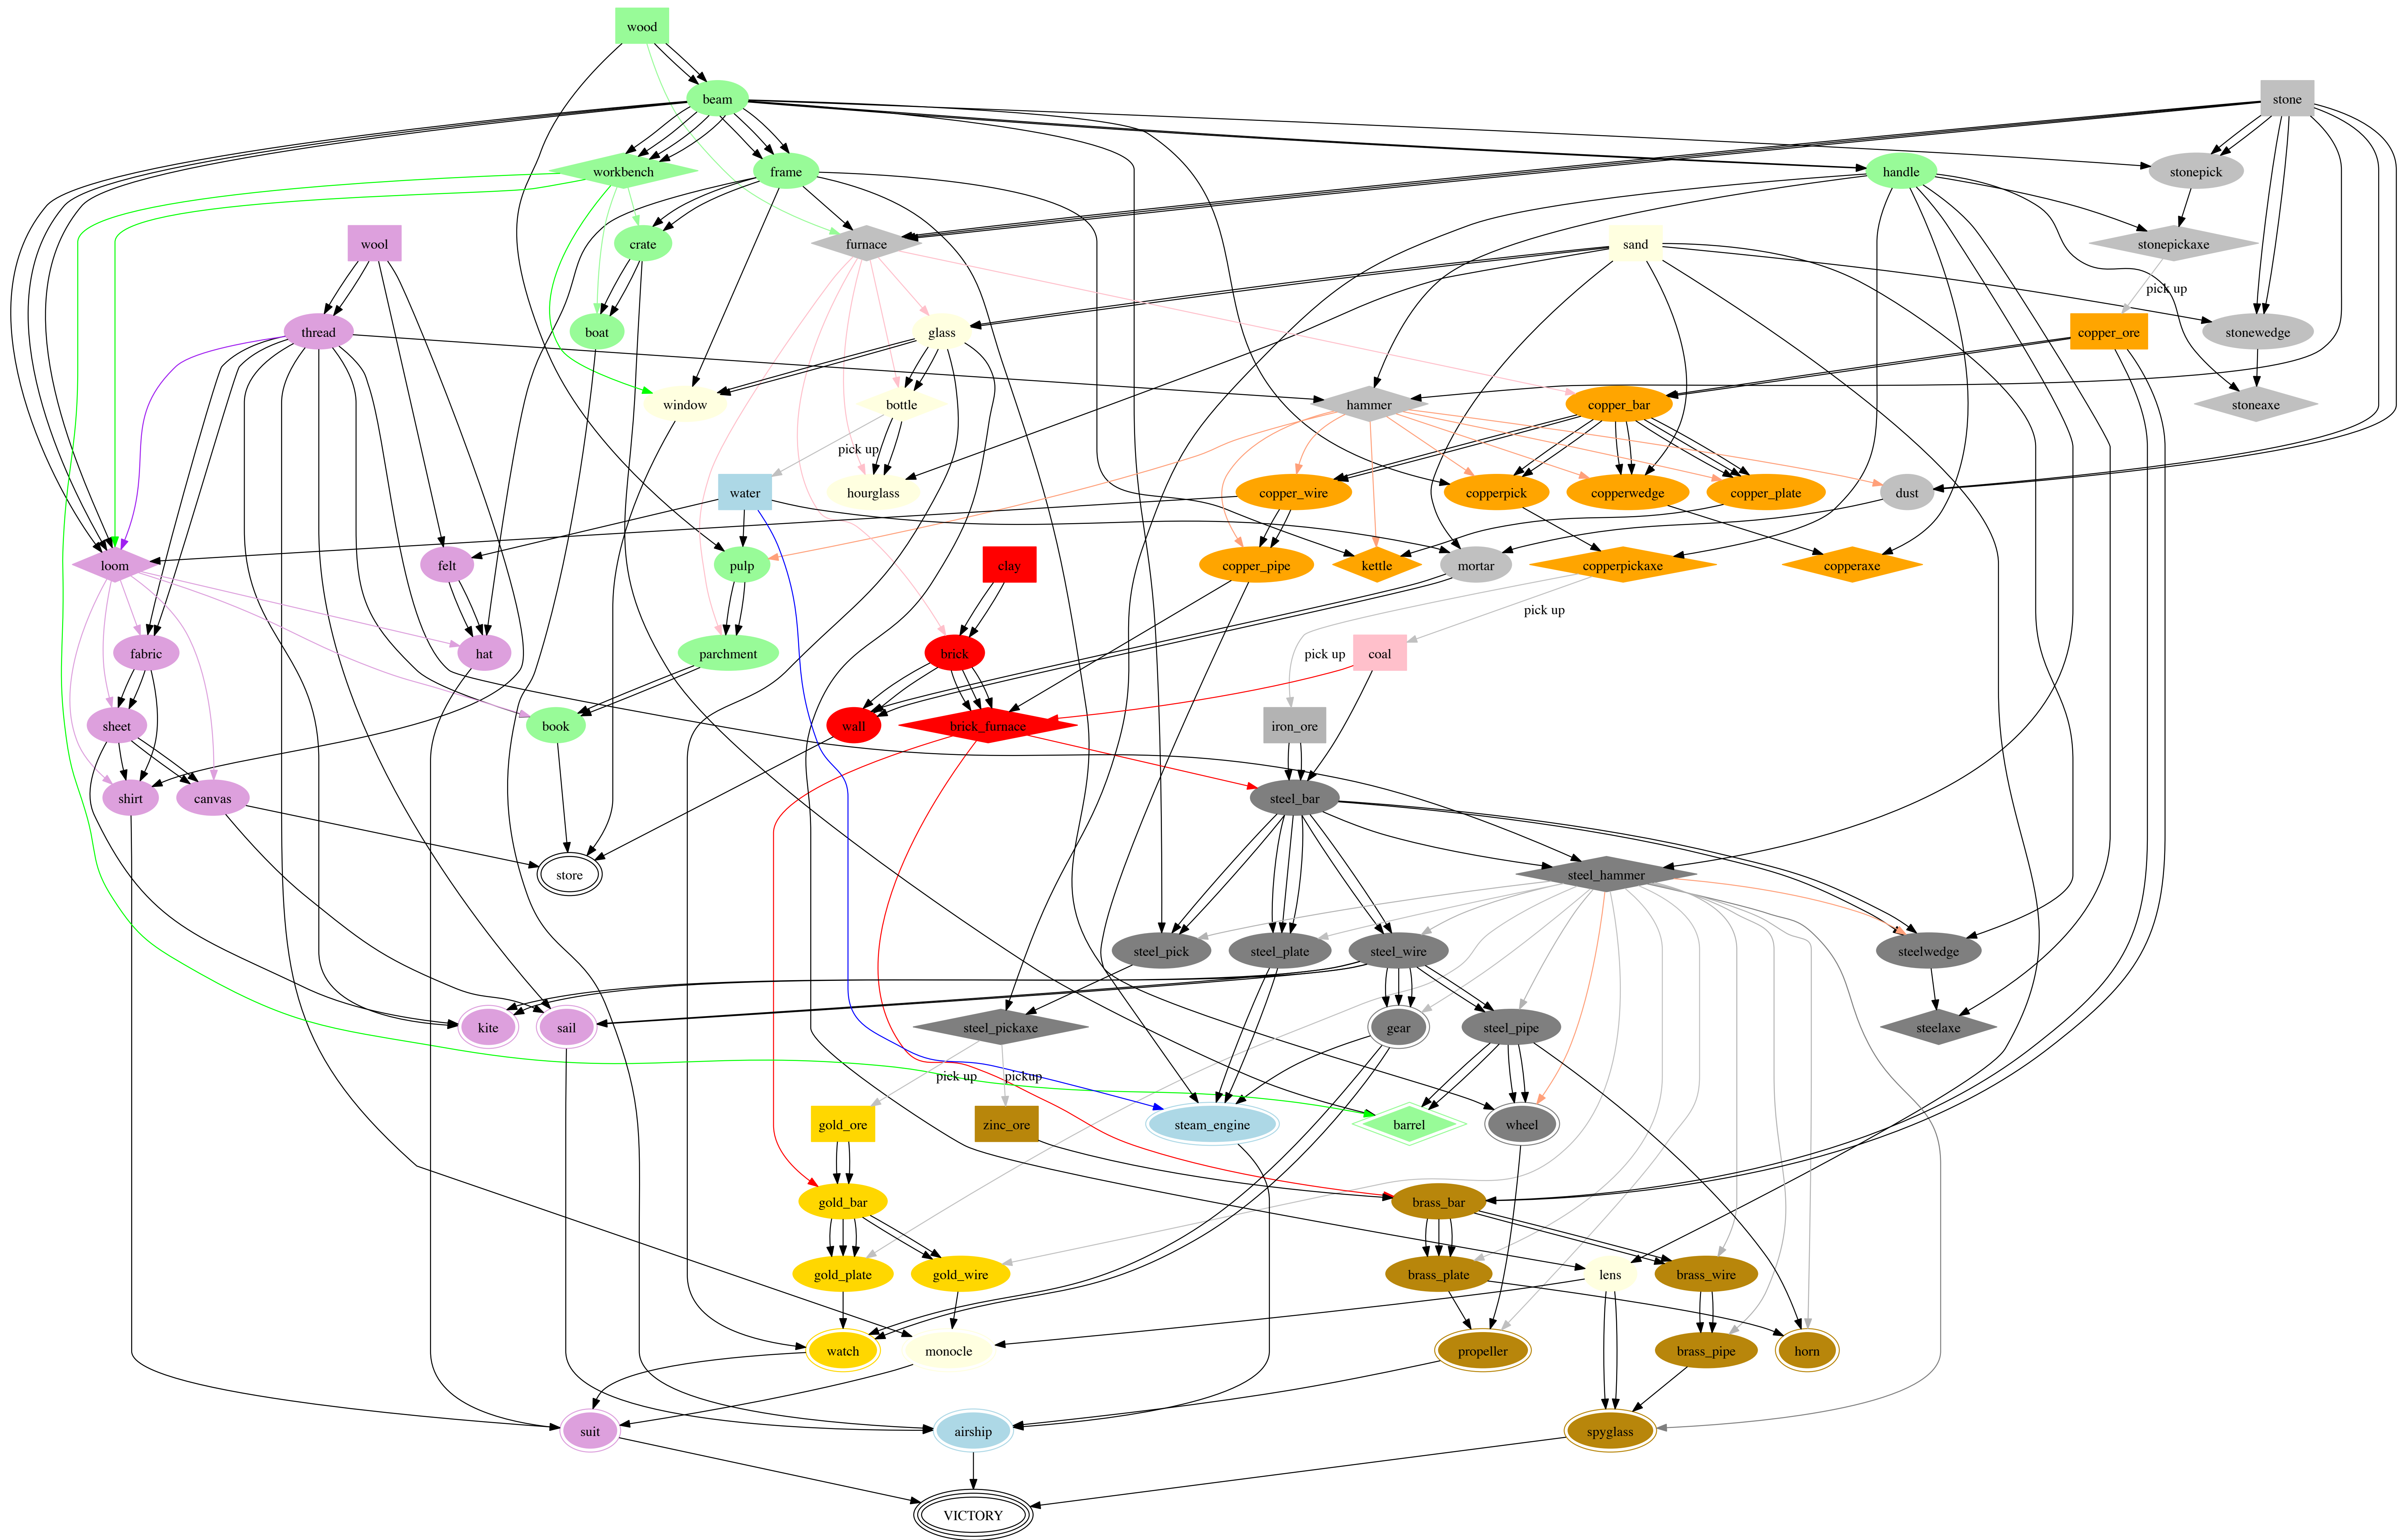 wood
beam
stone
workbench
frame
handle
stonepick
wool
crate
furnace
sand
stonepickaxe
pick up
thread
boat
glass
copper_ore
stonewedge
window
bottle
hammer
copper_bar
stoneaxe
pick up
water
hourglass
copper_wire
copperpick
copperwedge
copper_plate
dust
loom
felt
pulp
clay
copper_pipe
kettle
mortar
copperpickaxe
copperaxe
pick up
fabric
hat
parchment
brick
pick up
coal
sheet
book
wall
brick_furnace
iron_ore
shirt
canvas
steel_bar
store
steel_hammer
steel_pick
steel_plate
steel_wire
steelwedge
kite
sail
steel_pickaxe
gear
steel_pipe
steelaxe
pick up
pickup
gold_ore
zinc_ore
steam_engine
barrel
wheel
gold_bar
brass_bar
gold_plate
gold_wire
brass_plate
lens
brass_wire
watch
monocle
propeller
brass_pipe
horn
suit
airship
spyglass
VICTORY